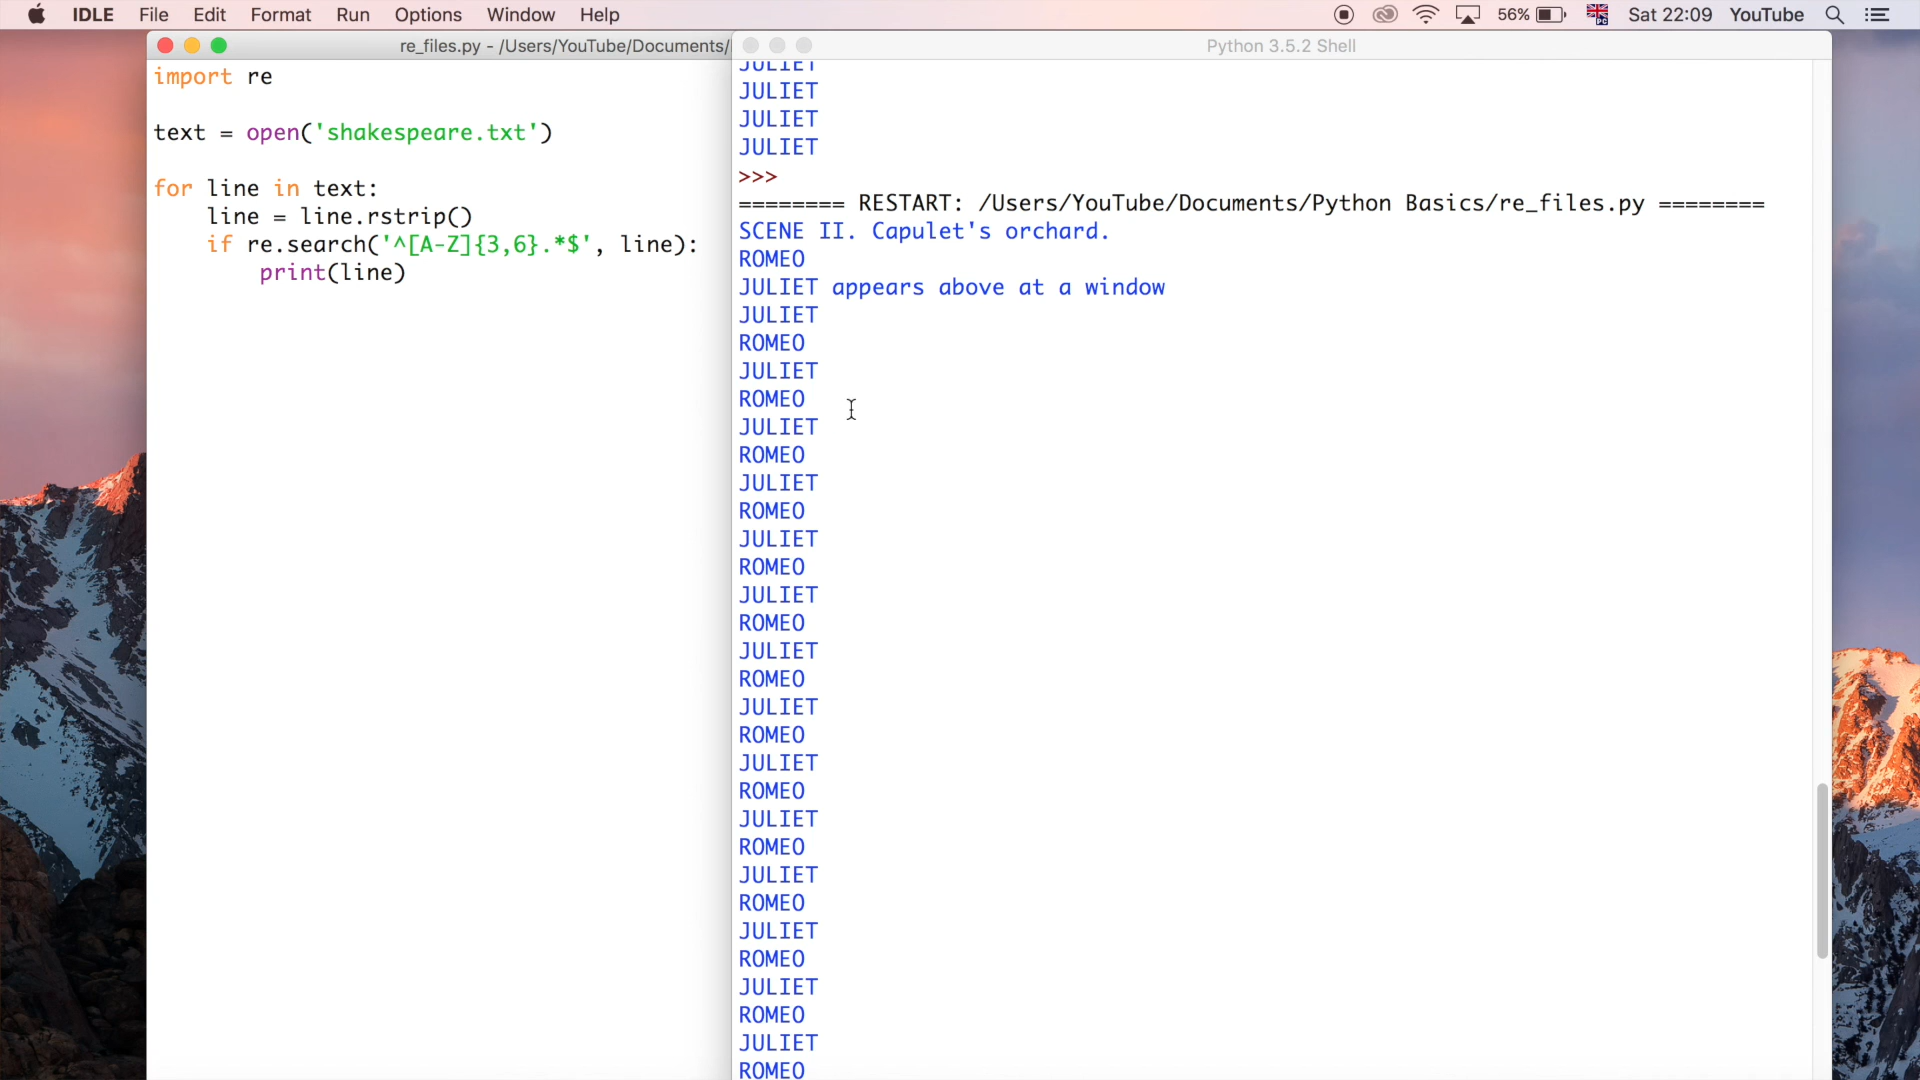 IDLE File Edit Format Run Options Window Help 56% Sat 22:09 YouTube
re_files.py - /Users/YouTube/Documents/
import re
text = open('shakespeare.txt')
for line in text:
line = line.rstrip()
if re.search('^[A-Z]{3,6}.*$', line):
print(line)
Python 3.5.2 Shell
JULIET
JULIET
JULIET
JULIET
>>>
======== RESTART: /Users/YouTube/Documents/Python Basics/re_files.py ========
SCENE II. Capulet's orchard.
ROMEO
JULIET appears above at a window
JULIET
ROMEO
JULIET
ROMEO
JULIET
ROMEO
JULIET
ROMEO
JULIET
ROMEO
JULIET
ROMEO
JULIET
ROMEO
JULIET
ROMEO
JULIET
ROMEO
JULIET
ROMEO
JULIET
ROMEO
JULIET
ROMEO
JULIET
ROMEO
JULIET
ROMEO